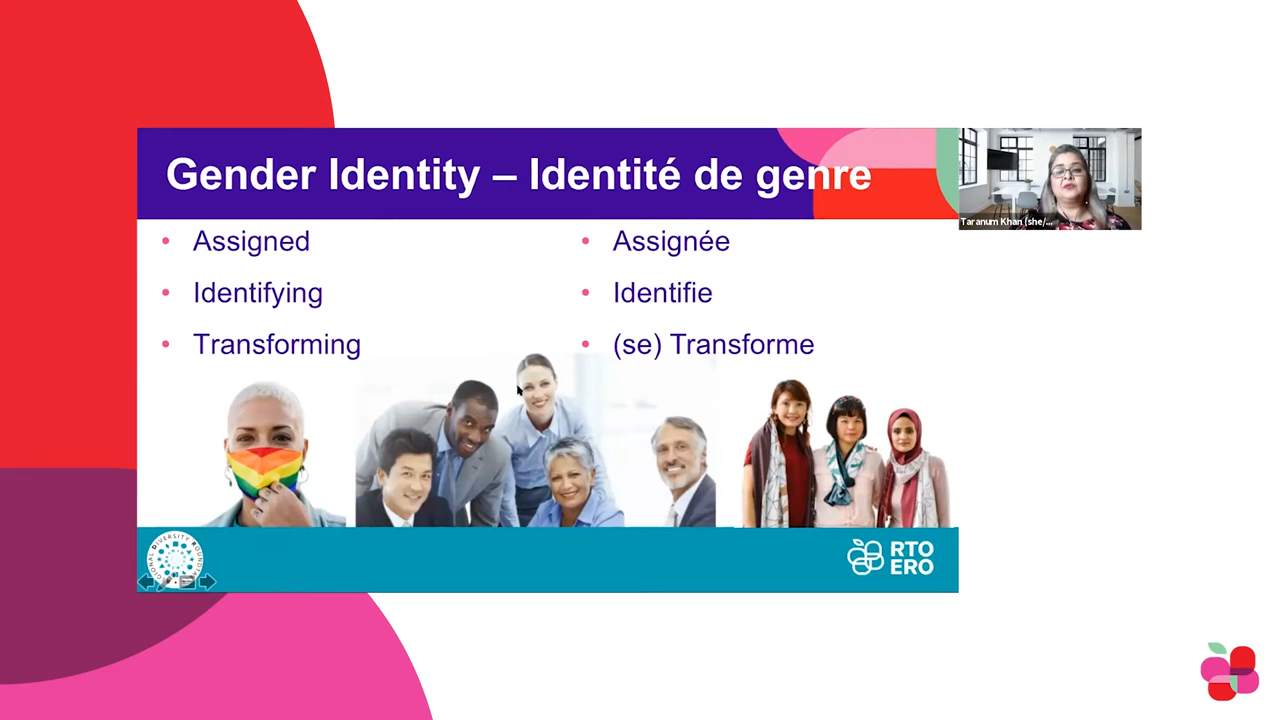 Gender Identity – Identité de genre
Taranum Khan (she/...
• Assigned
• Identifying
• Transforming
• Assignée
• Identifie
• (se) Transforme
RTO
ERO